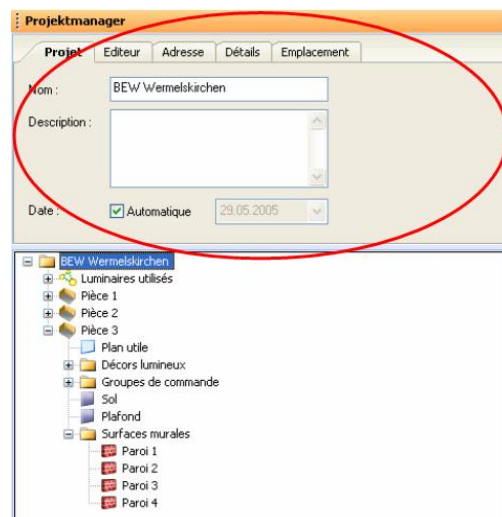 Projektmanager
Projet Editeur Adresse Détails Emplacement
Nom : BEW Wermelskirchen
Description :
Date : Automatique 29.05.2005
BEW Wermelskirchen
Luminaires utilisés
Pièce 1
Pièce 2
Pièce 3
Plan utile
Décors lumineux
Groupes de commande
Sol
Plafond
Surfaces murales
Paroi 1
Paroi 2
Paroi 3
Paroi 4